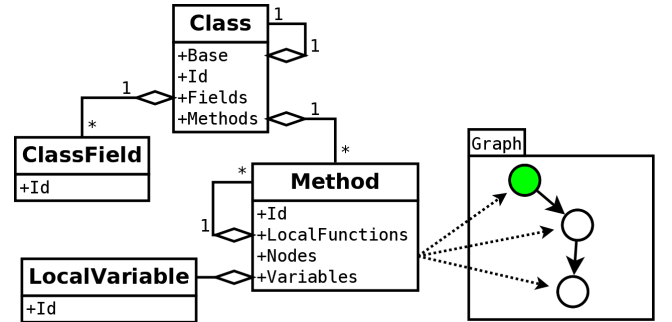 Class
1
+Base
1
+Id
1
+Fields
1
+Methods
*
*
ClassField
+Id
Graph
Method
*
+Id
1
+LocalFunctions
+Nodes
LocalVariable
+Variables
+Id